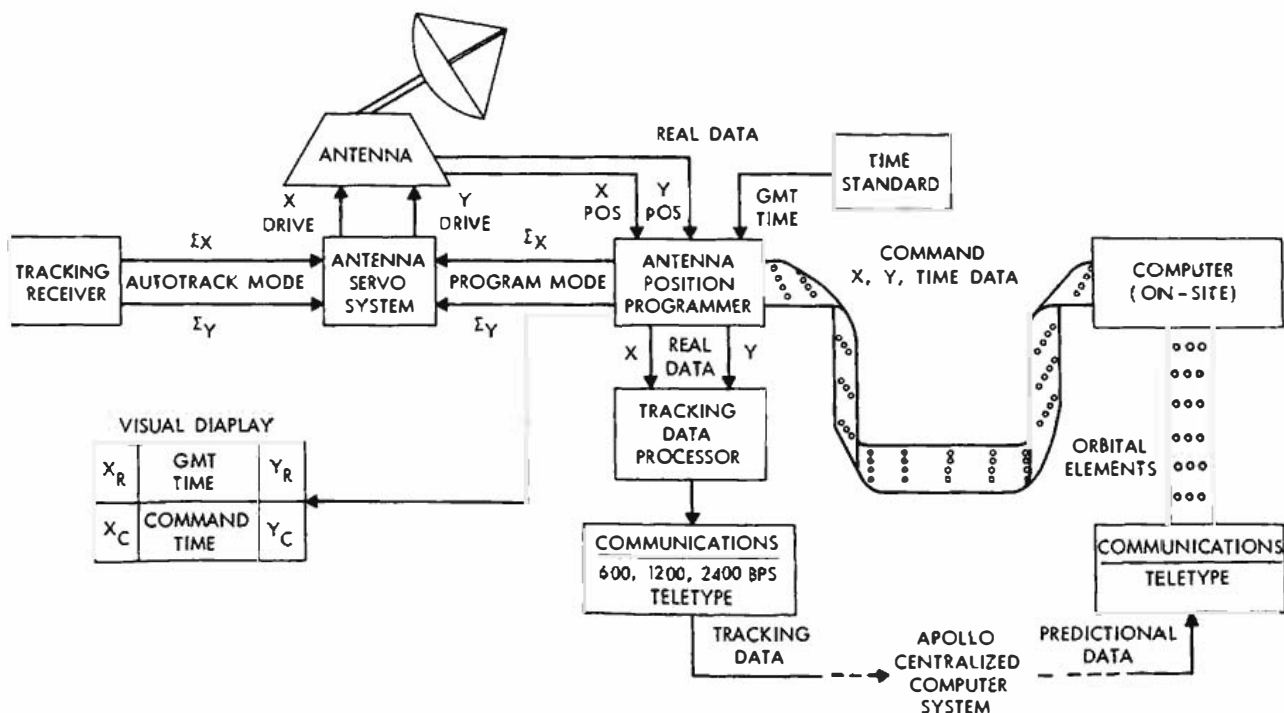 REAL DATA
ANTENNA
TIME
STANDARD
X
DRIVE
Y
DRIVE
X
POS
Y
POS
GMT
TIME
TRACKING
RECEIVER
ΣX
AUTOTRACK MODE
ΣY
ANTENNA
SERVO
SYSTEM
ΣX
PROGRAM MODE
ΣY
ANTENNA
POSITION
PROGRAMMER
COMMAND
X, Y, TIME DATA
COMPUTER
(ON-SITE)
X
REAL
DATA
Y
TRACKING
DATA
PROCESSOR
ORBITAL
ELEMENTS
VISUAL DIAPLAY
XR
GMT
TIME
YR
XC
COMMAND
TIME
YC
COMMUNICATIONS
600, 1200, 2400 BPS
TELETYPE
COMMUNICATIONS
TELETYPE
TRACKING
DATA
APOLLO
CENTRALIZED
COMPUTER
SYSTEM
PREDICTIONAL
DATA